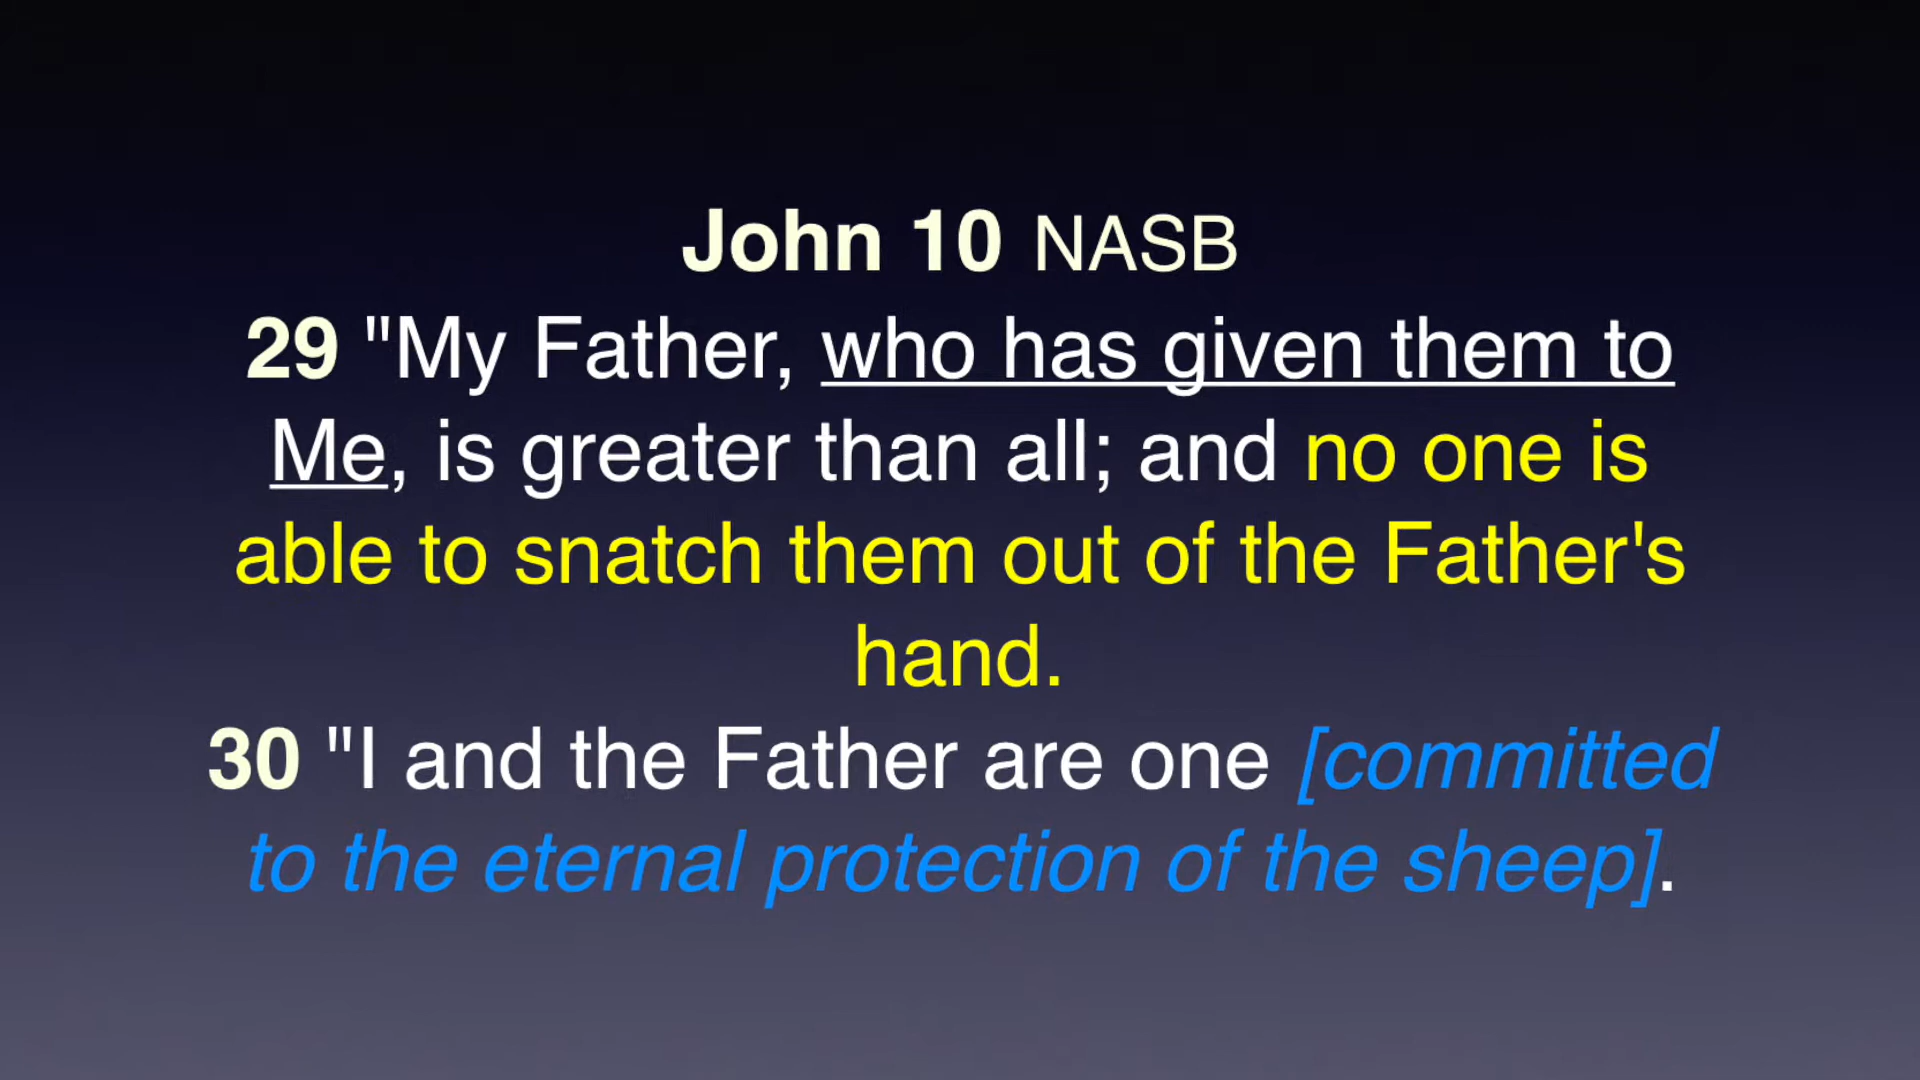 John 10 NASB
29 "My Father, who has given them to
Me, is greater than all; and no one is
able to snatch them out of the Father's
hand.
30 "I and the Father are one [committed
to the eternal protection of the sheep].